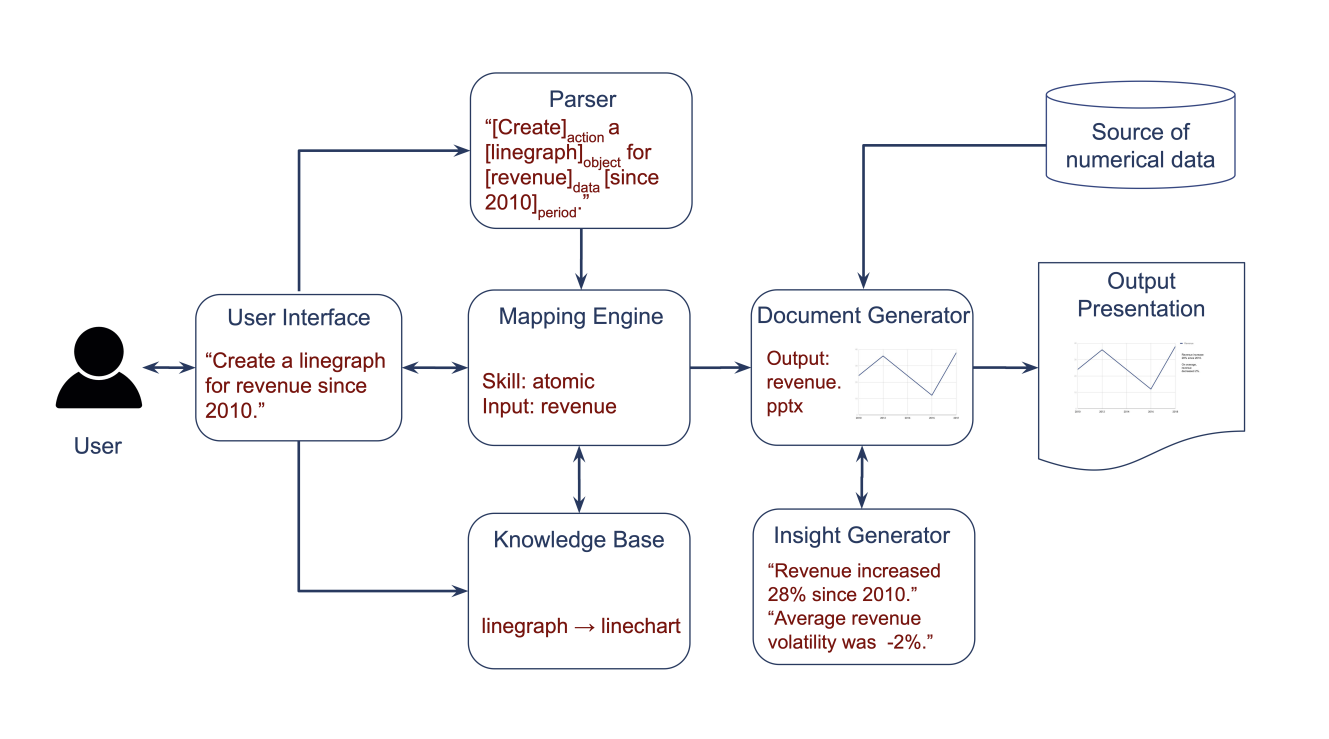 Parser
“[Create]action a
[linegraph]object for
[revenue]data [since
2010]period.”
Source of
numerical data
User
User Interface
“Create a linegraph
for revenue since
2010.”
Mapping Engine
Skill: atomic
Input: revenue
Document Generator
Output:
revenue.
pptx
Output
Presentation
Knowledge Base
linegraph → linechart
Insight Generator
“Revenue increased
28% since 2010.”
“Average revenue
volatility was -2%.”